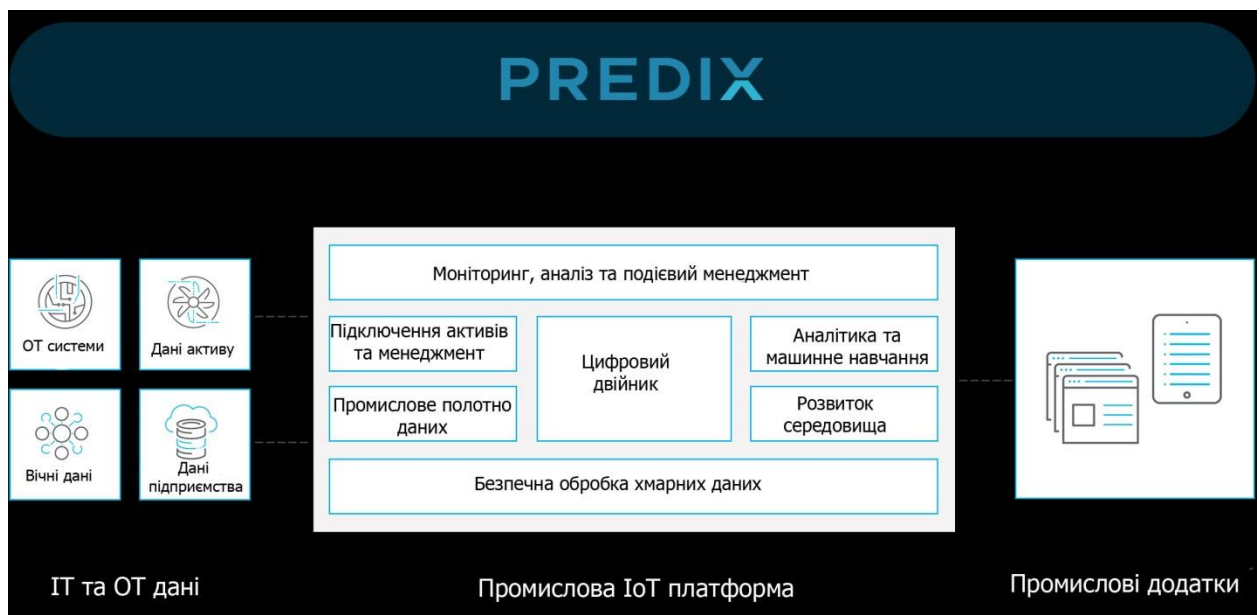 PREDIX
ОТ системи
Дані активу
Вічні дані
Дані
підприємства
Моніторинг, аналіз та подієвий менеджмент
Підключення активів
та менеджмент
Цифровий
двійник
Аналітика та
машинне навчання
Промислове полотно
даних
Розвиток
середовища
Безпечна обробка хмарних даних
ІТ та ОТ дані
Промислова ІоТ платформа
Промислові додатки